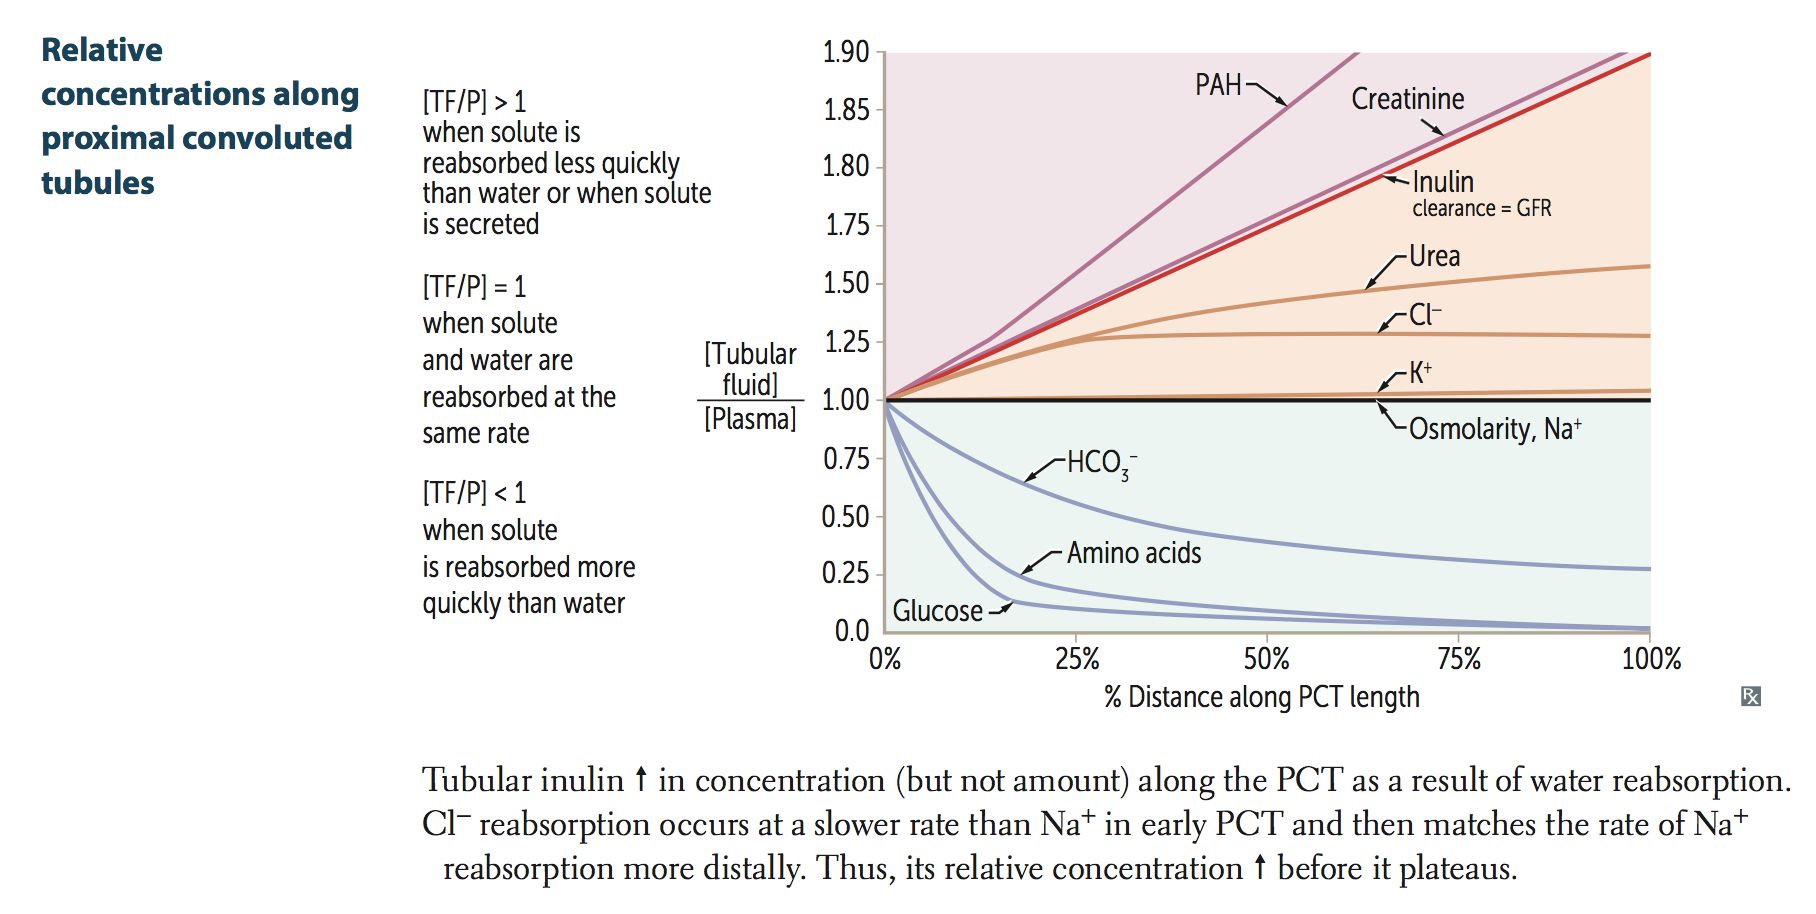 Relative
concentrations along
proximal convoluted
tubules
[TF/P] > 1
when solute is
reabsorbed less quickly
than water or when solute
is secreted
[TF/P] = 1
when solute
and water are
reabsorbed at the
same rate
[TF/P] < 1
when solute
is reabsorbed more
quickly than water
[Tubular
fluid]
[Plasma]
1.90
1.85
1.80
1.75
1.50
1.25
1.00
0.75
0.50
0.25
0.0
PAH
Creatinine
Inulin
clearance = GFR
Urea
Cl⁻
K⁺
Osmolarity, Na⁺
HCO₃⁻
Amino acids
Glucose
0% 25% 50% 75% 100%
% Distance along PCT length
Rx
Tubular inulin ↑ in concentration (but not amount) along the PCT as a result of water reabsorption.
Cl⁻ reabsorption occurs at a slower rate than Na⁺ in early PCT and then matches the rate of Na⁺
reabsorption more distally. Thus, its relative concentration ↑ before it plateaus.